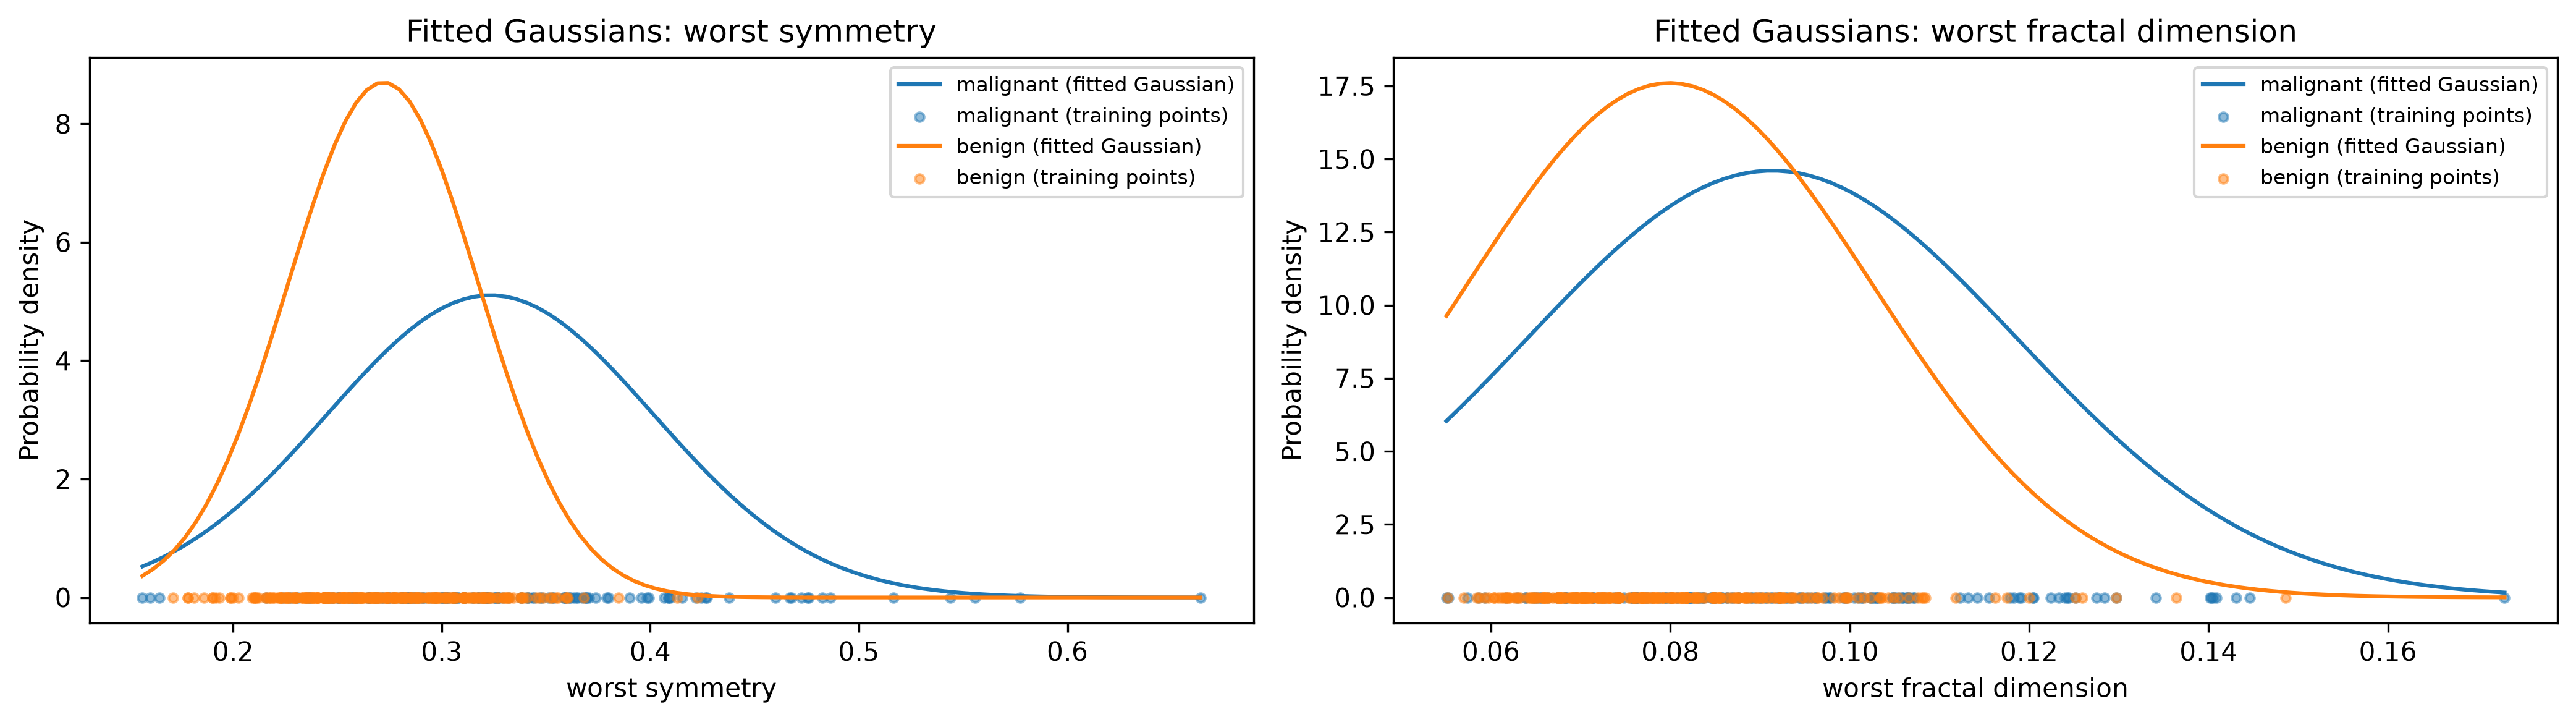 Fitted Gaussians: worst symmetry
malignant (fitted Gaussian)
malignant (training points)
benign (fitted Gaussian)
benign (training points)
Probability density
8
6
4
2
0
0.2 0.3 0.4 0.5 0.6
worst symmetry
Fitted Gaussians: worst fractal dimension
malignant (fitted Gaussian)
malignant (training points)
benign (fitted Gaussian)
benign (training points)
Probability density
17.5
15.0
12.5
10.0
7.5
5.0
2.5
0.0
0.06 0.08 0.10 0.12 0.14 0.16
worst fractal dimension